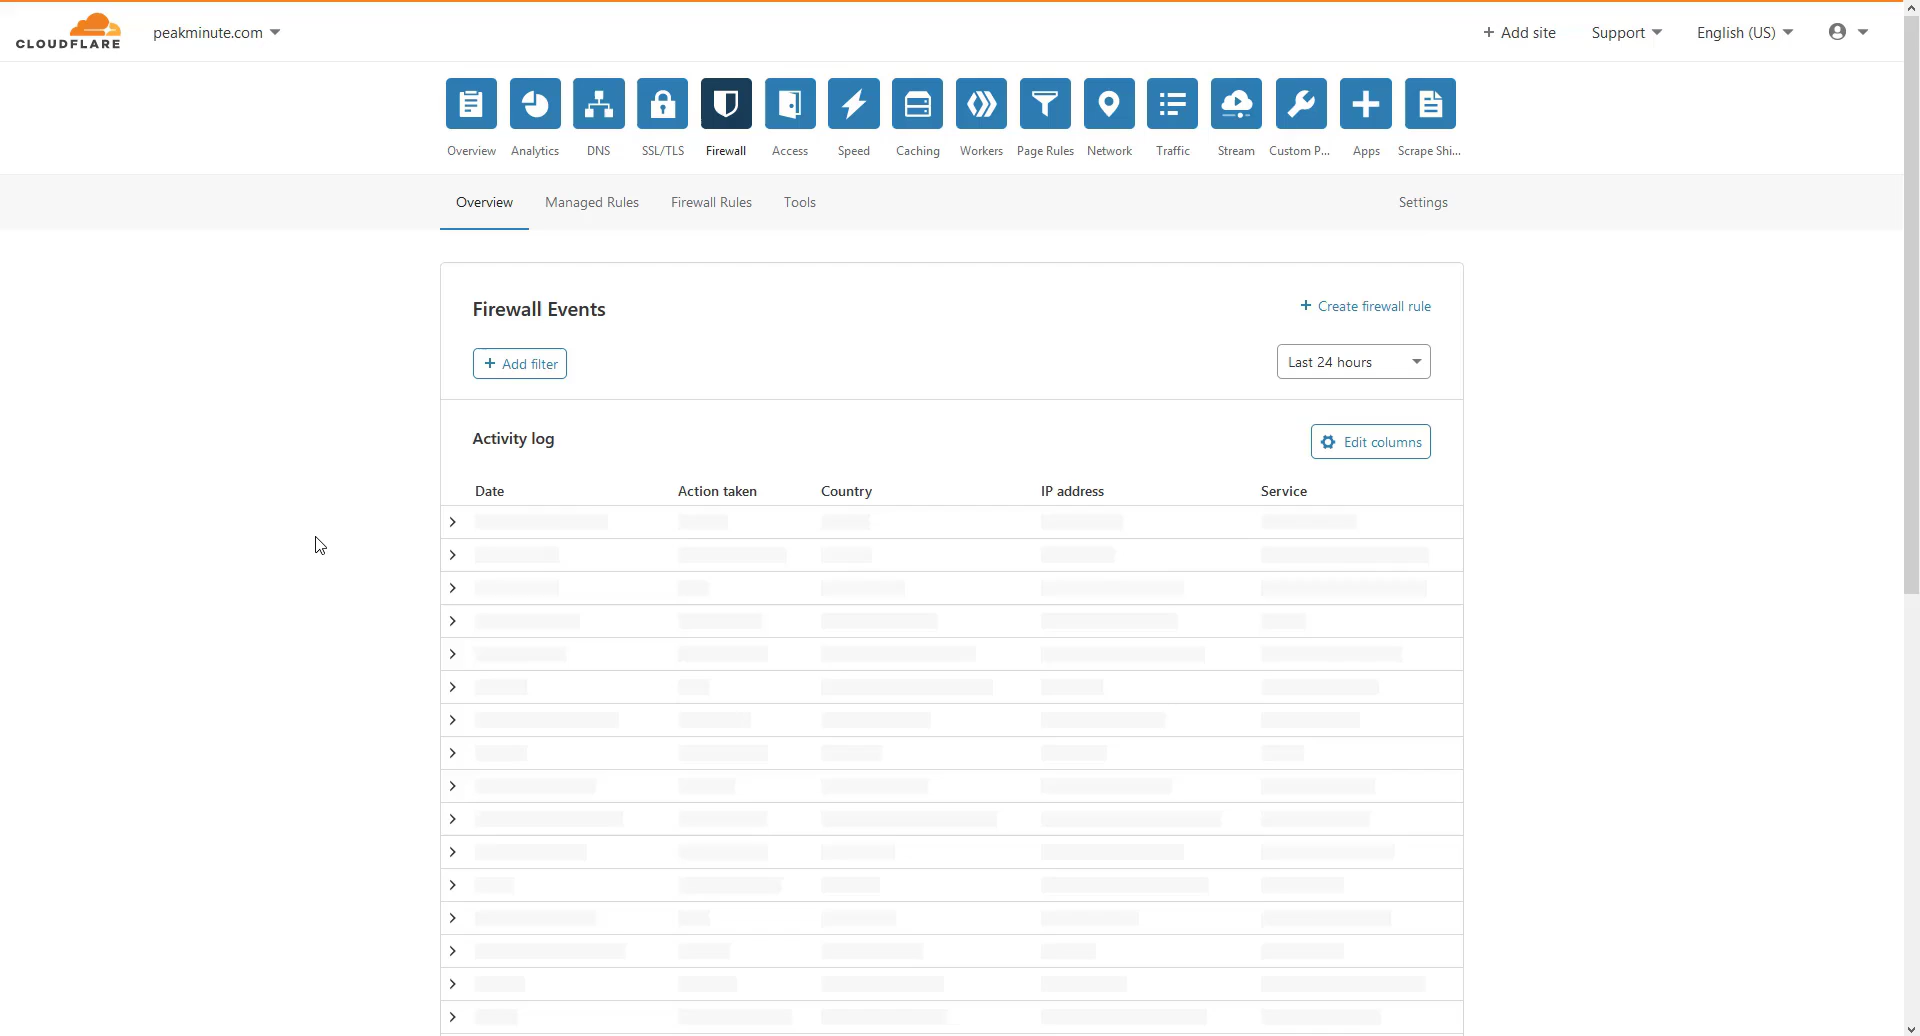 CLOUDFLARE
peakminute.com
+ Add site
Support
English (US)
Overview
Analytics
DNS
SSL/TLS
Firewall
Access
Speed
Caching
Workers
Page Rules
Network
Traffic
Stream
Custom P...
Apps
Scrape Shi...
Overview
Managed Rules
Firewall Rules
Tools
Settings
Firewall Events
+ Create firewall rule
+ Add filter
Last 24 hours
Activity log
Edit columns
Date
Action taken
Country
IP address
Service